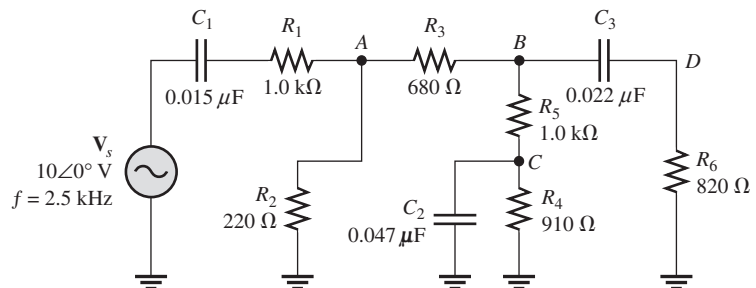 C1
R1
A
R3
B
C3
D
0.015 μF
1.0 kΩ
680 Ω
0.022 μF
R5
1.0 kΩ
Vs
10∠0° V
f = 2.5 kHz
C
R6
820 Ω
R2
220 Ω
C2
0.047 μF
R4
910 Ω